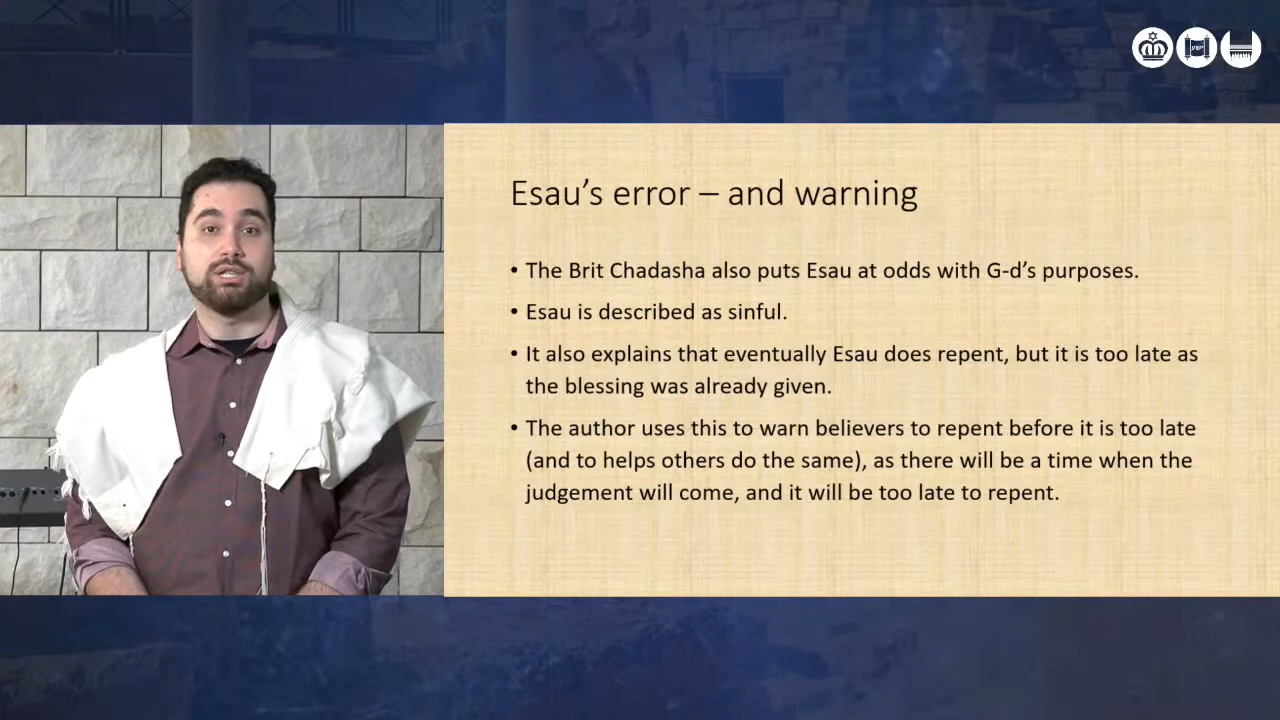 Esau’s error – and warning
• The Brit Chadasha also puts Esau at odds with G-d’s purposes.
• Esau is described as sinful.
• It also explains that eventually Esau does repent, but it is too late as
the blessing was already given.
• The author uses this to warn believers to repent before it is too late
(and to helps others do the same), as there will be a time when the
judgement will come, and it will be too late to repent.